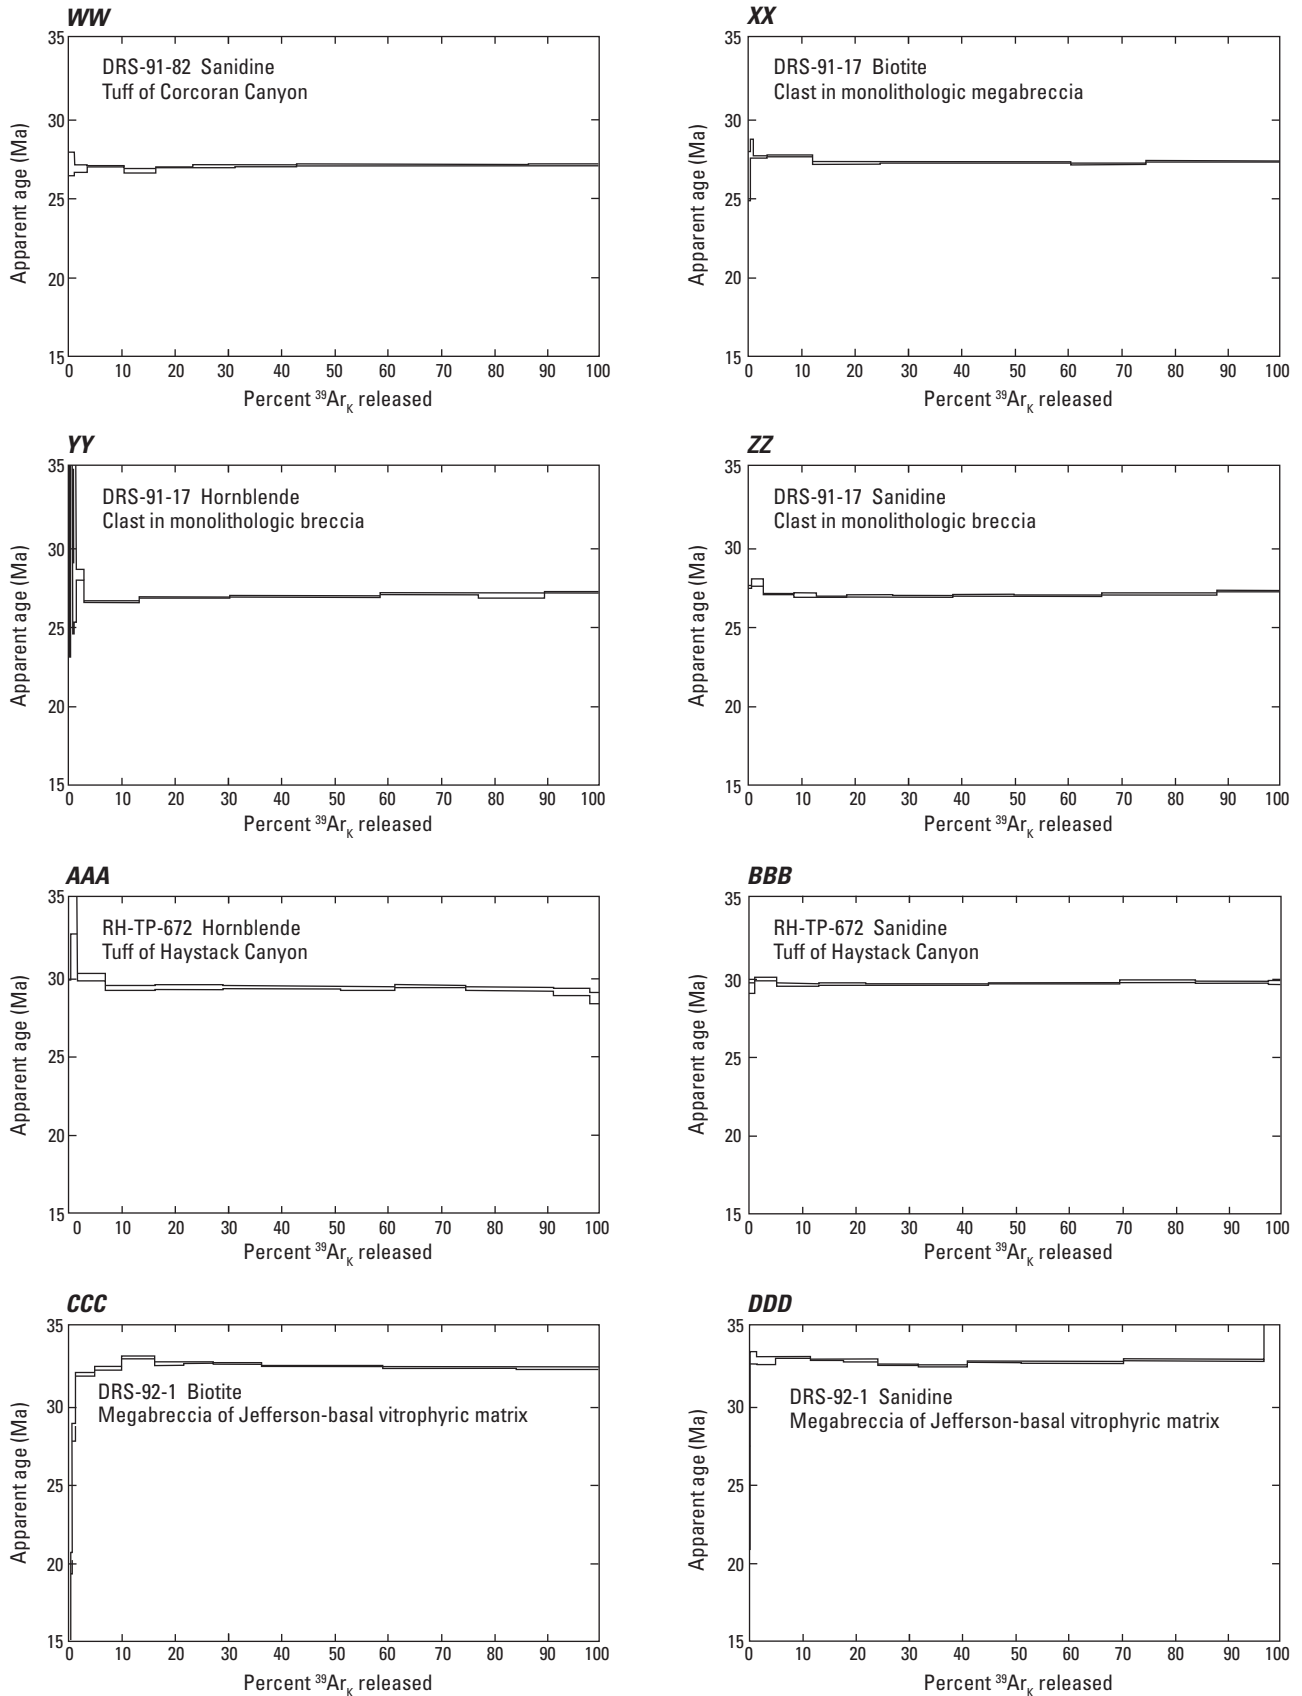 WW
35
30
25
20
15
Apparent age (Ma)
DRS-91-82 Sanidine
Tuff of Corcoran Canyon
0 10 20 30 40 50 60 70 80 90 100
Percent ³⁹Ar_K released
XX
35
30
25
20
15
Apparent age (Ma)
DRS-91-17 Biotite
Clast in monolithologic megabreccia
0 10 20 30 40 50 60 70 80 90 100
Percent ³⁹Ar_K released
YY
35
30
25
20
15
Apparent age (Ma)
DRS-91-17 Hornblende
Clast in monolithologic breccia
0 10 20 30 40 50 60 70 80 90 100
Percent ³⁹Ar_K released
ZZ
35
30
25
20
15
Apparent age (Ma)
DRS-91-17 Sanidine
Clast in monolithologic breccia
0 10 20 30 40 50 60 70 80 90 100
Percent ³⁹Ar_K released
AAA
35
30
25
20
15
Apparent age (Ma)
RH-TP-672 Hornblende
Tuff of Haystack Canyon
0 10 20 30 40 50 60 70 80 90 100
Percent ³⁹Ar_K released
BBB
35
30
25
20
15
Apparent age (Ma)
RH-TP-672 Sanidine
Tuff of Haystack Canyon
0 10 20 30 40 50 60 70 80 90 100
Percent ³⁹Ar_K released
CCC
35
30
25
20
15
Apparent age (Ma)
DRS-92-1 Biotite
Megabreccia of Jefferson-basal vitrophyric matrix
0 10 20 30 40 50 60 70 80 90 100
Percent ³⁹Ar_K released
DDD
35
30
25
20
15
Apparent age (Ma)
DRS-92-1 Sanidine
Megabreccia of Jefferson-basal vitrophyric matrix
0 10 20 30 40 50 60 70 80 90 100
Percent ³⁹Ar_K released